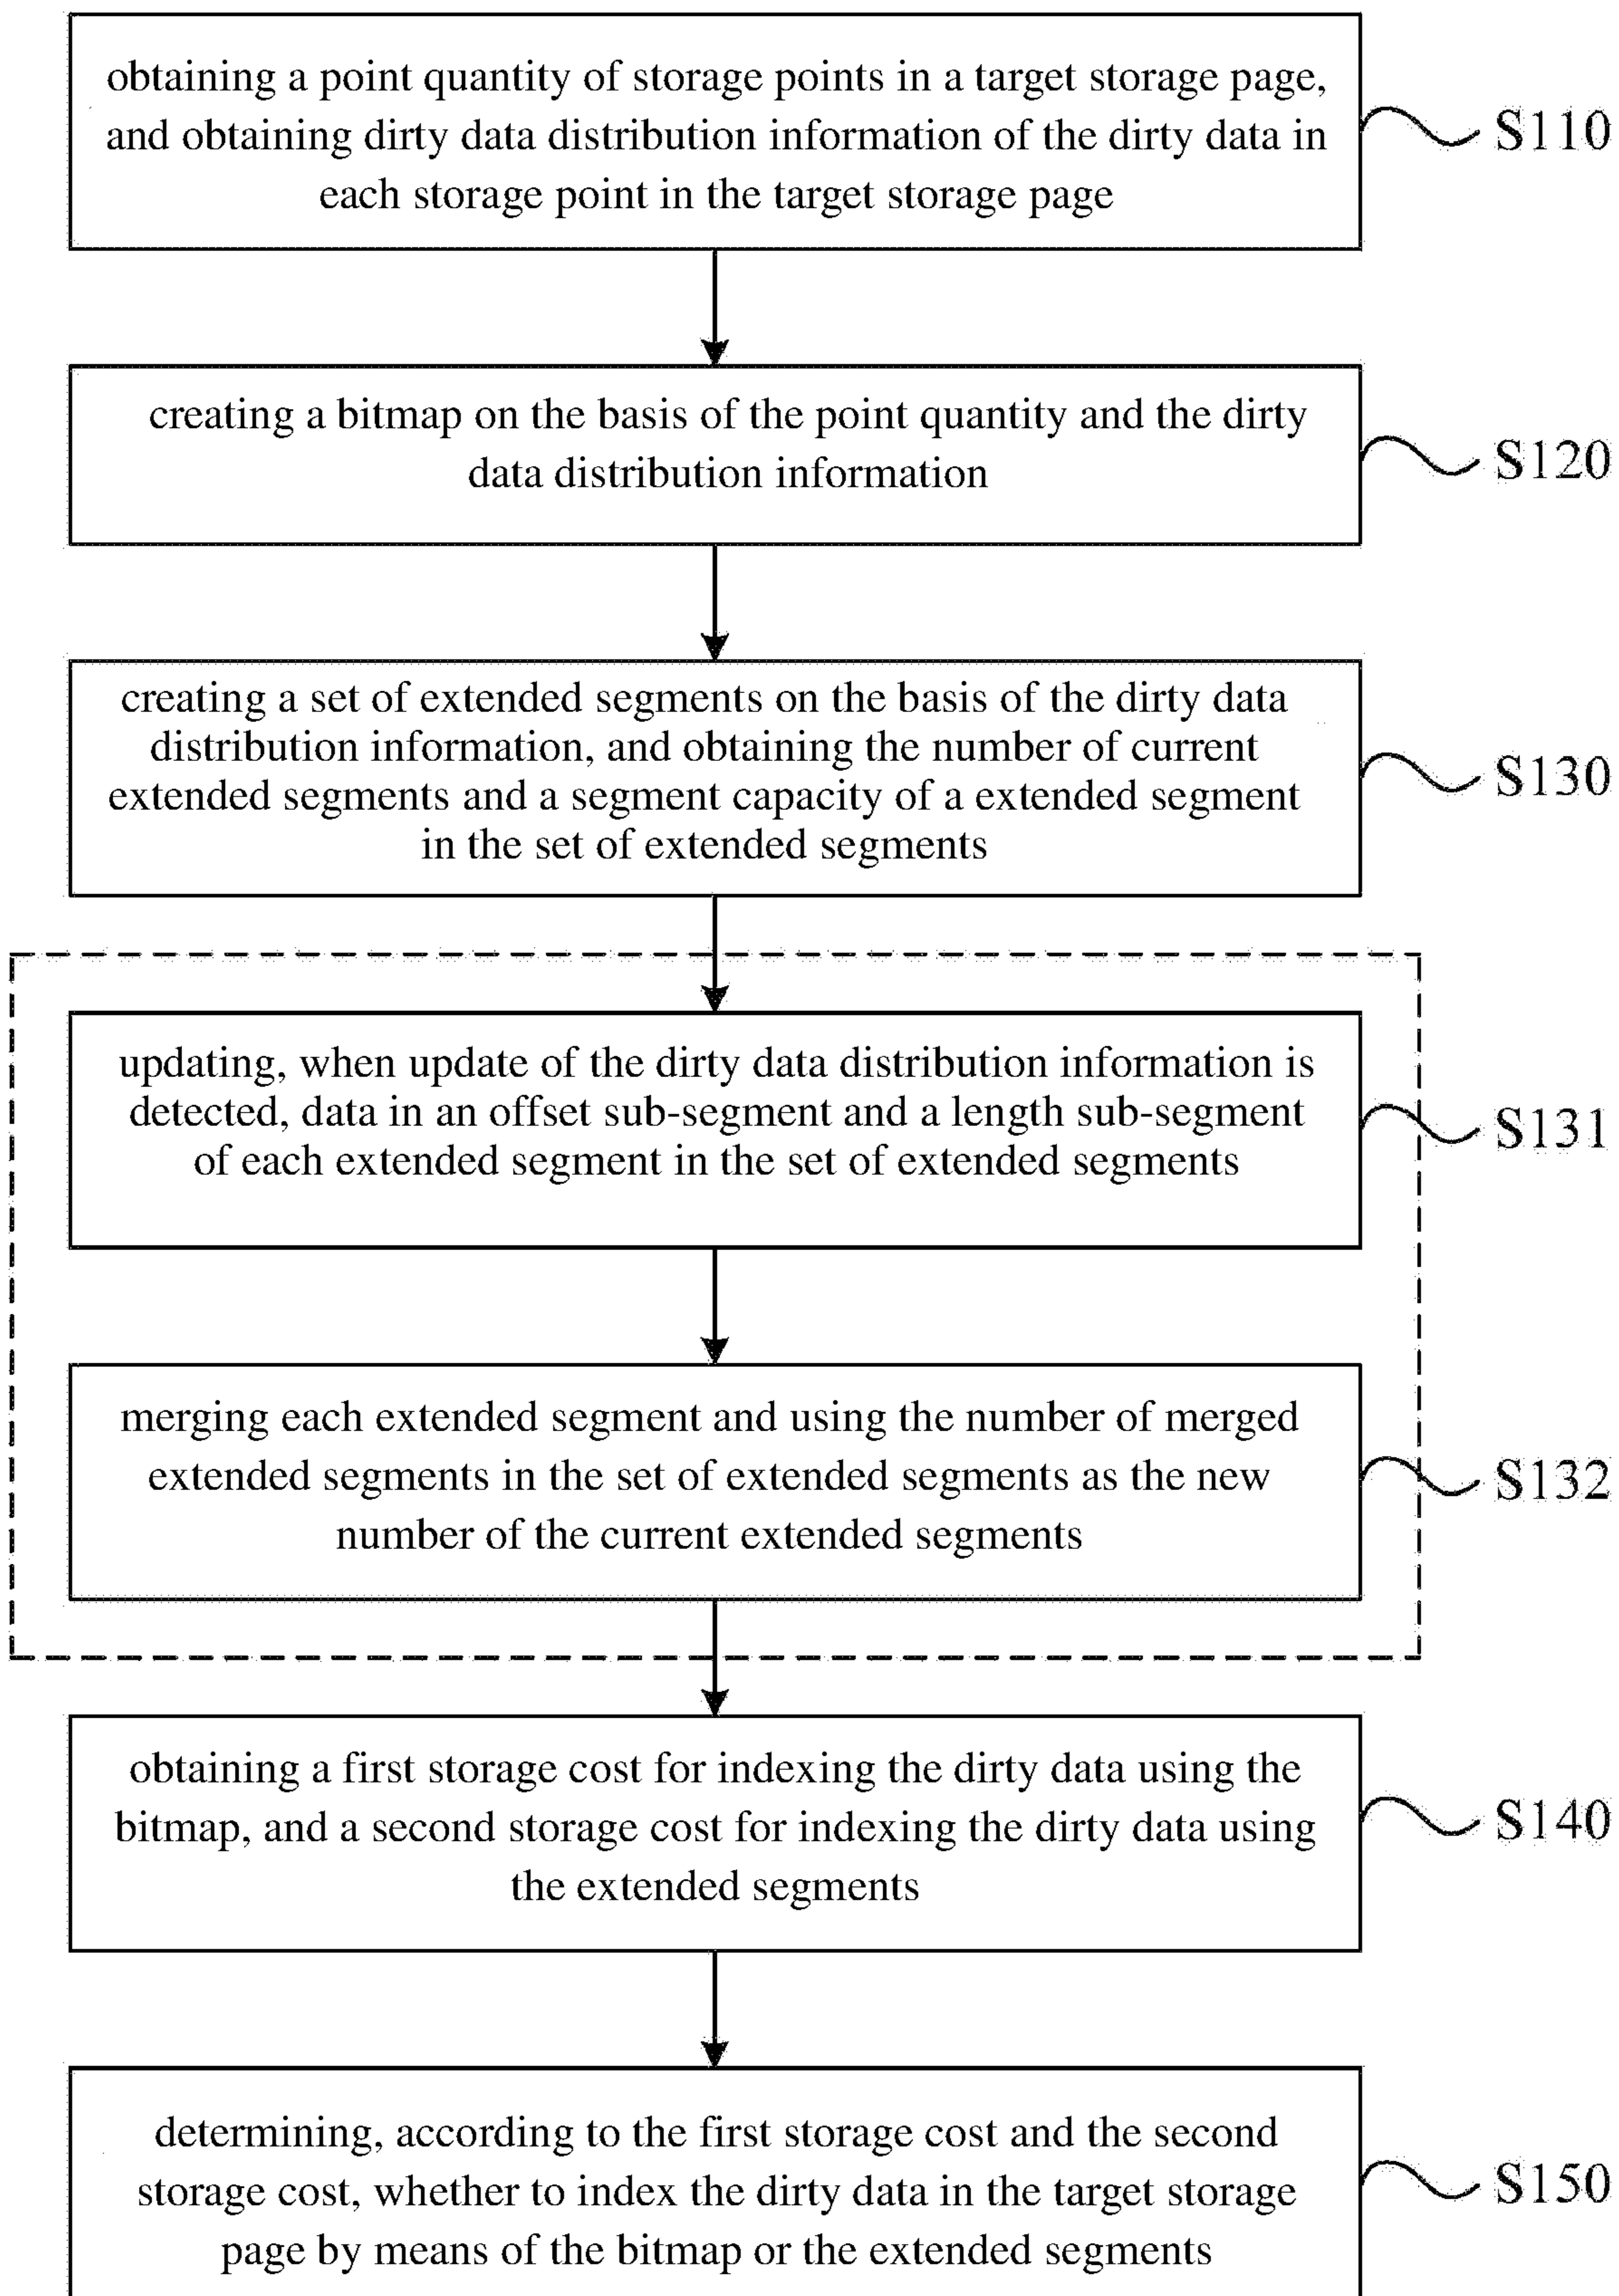 obtaining a point quantity of storage points in a target storage page,
and obtaining dirty data distribution information of the dirty data in
each storage point in the target storage page
S110
creating a bitmap on the basis of the point quantity and the dirty
data distribution information
S120
creating a set of extended segments on the basis of the dirty data
distribution information, and obtaining the number of current
extended segments and a segment capacity of a extended segment
in the set of extended segments
S130
updating, when update of the dirty data distribution information is
detected, data in an offset sub-segment and a length sub-segment
of each extended segment in the set of extended segments
S131
merging each extended segment and using the number of merged
extended segments in the set of extended segments as the new
number of the current extended segments
S132
obtaining a first storage cost for indexing the dirty data using the
bitmap, and a second storage cost for indexing the dirty data using
the extended segments
S140
determining, according to the first storage cost and the second
storage cost, whether to index the dirty data in the target storage
page by means of the bitmap or the extended segments
S150